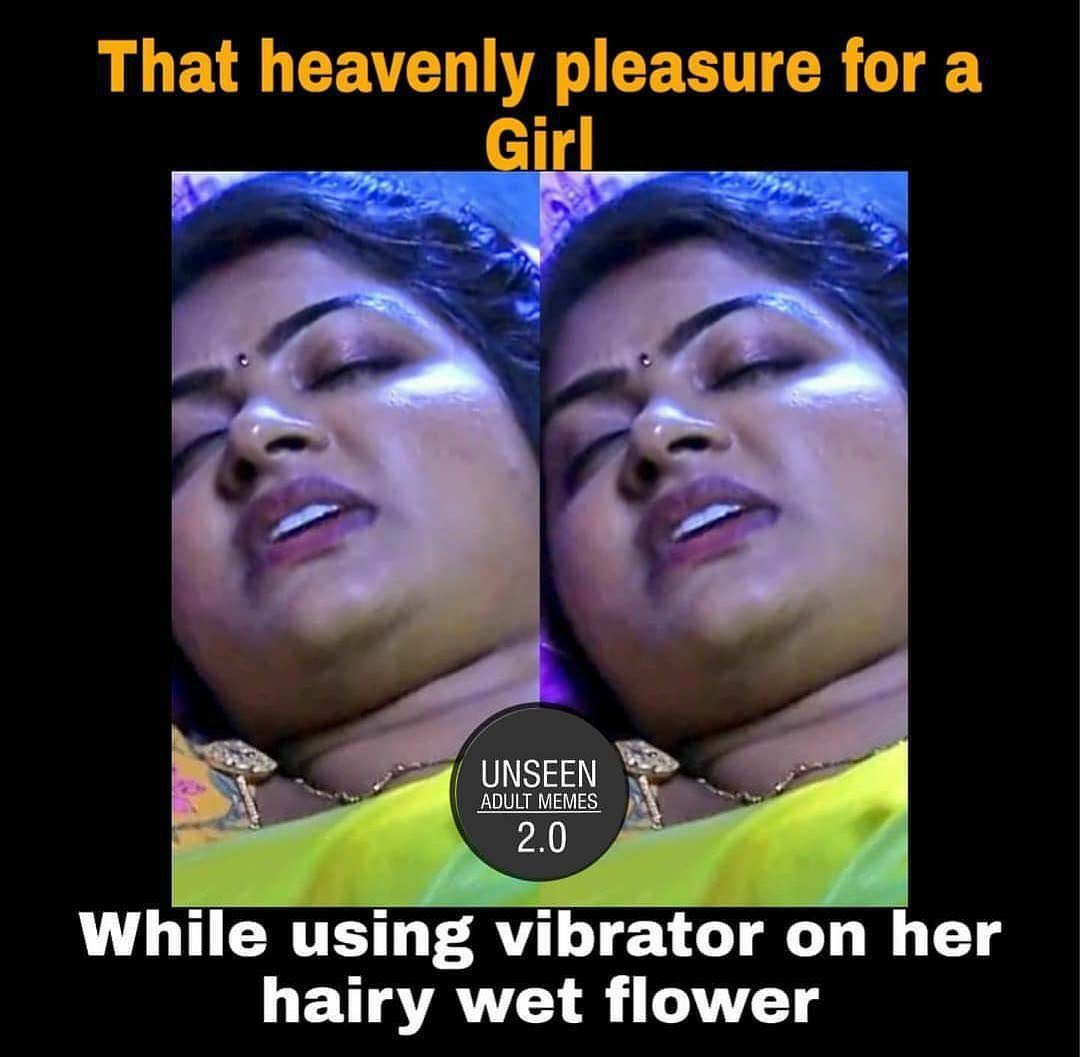 That heavenly pleasure for a
Girl
UNSEEN
ADULT MEMES
2.0
While using vibrator on her
hairy wet flower